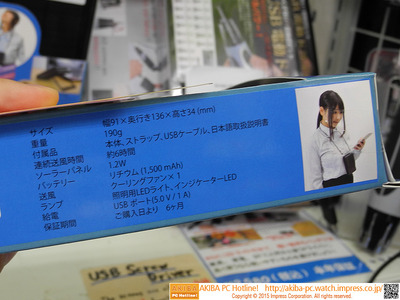 サイズ 幅91×奥行き136×高さ34 (mm)
重量 190g
付属品 本体、ストラップ、USBケーブル、日本語取扱説明書
連続送風時間 約6時間
ソーラーパネル 1.2W
バッテリー リチウム (1,500 mAh)
送風 クーリングファン×1
ランプ 照明用LEDライト、インジケーターLED
給電 USB ポート(5.0 V / 1 A)
保証期間 ご購入日より 6ヶ月
USB
AKIBA
PC Hotline!
AKIBA PC Hotline! http://akiba-pc.watch.impress.co.jp/
Copyright © 2015 Impress Corporation. All rights reserved.